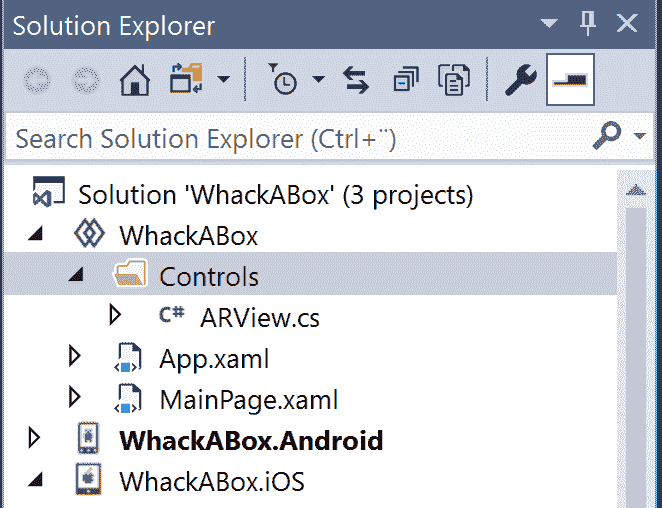 Solution Explorer
Search Solution Explorer (Ctrl+¨)
Solution 'WhackABox' (3 projects)
WhackABox
Controls
C# ARView.cs
App.xaml
MainPage.xaml
WhackABox.Android
WhackABox.iOS